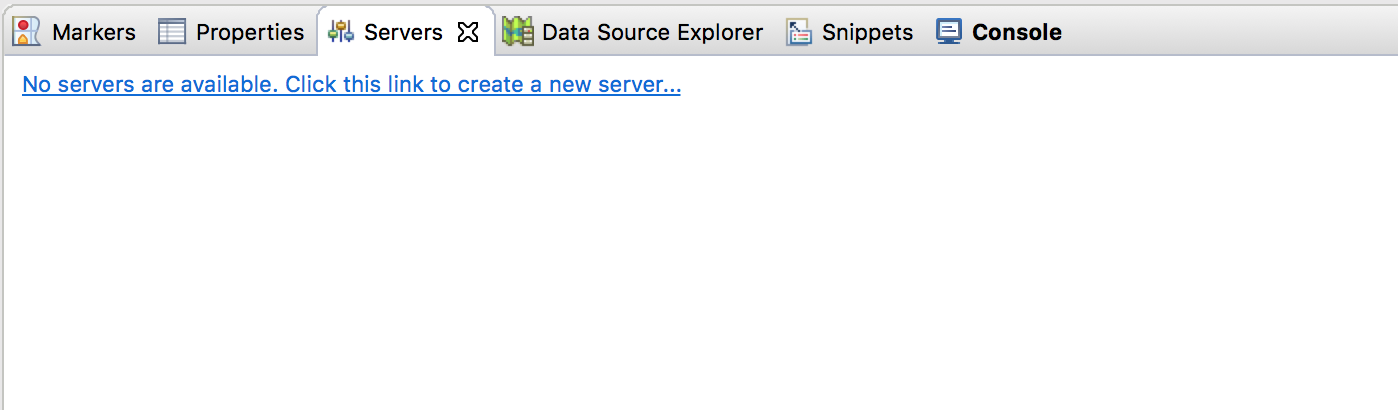 Markers Properties Servers Data Source Explorer Snippets Console
No servers are available. Click this link to create a new server...